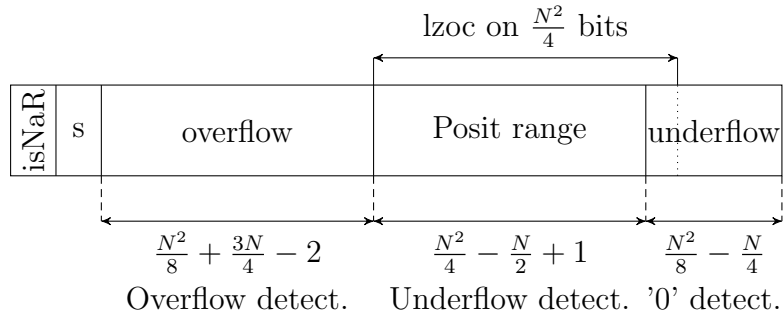 lzoc on N²/4 bits
isNaR s overflow Posit range underflow
N²/8 + 3N/4 − 2 N²/4 − N/2 + 1 N²/8 − N/4
Overflow detect. Underflow detect. '0' detect.